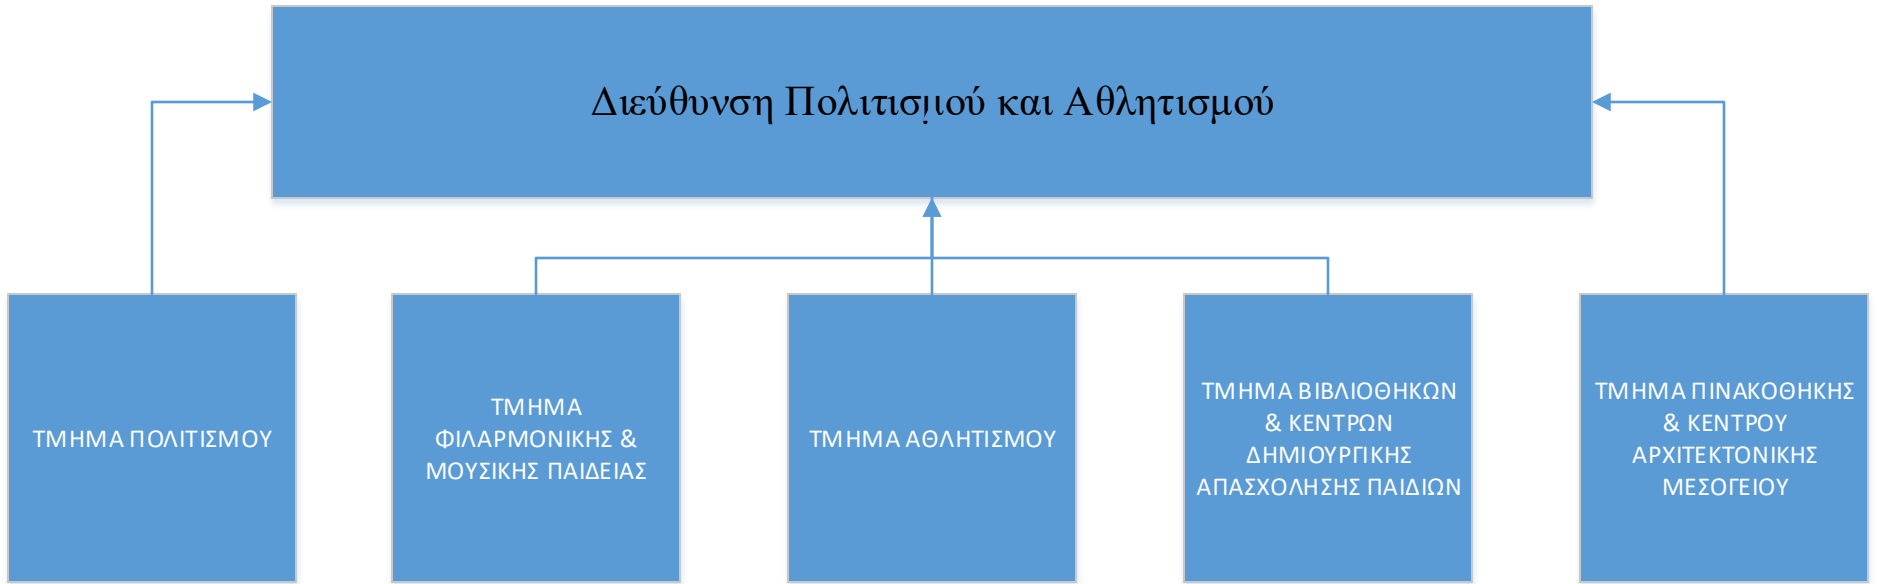 Διεύθυνση Πολιτισμού και Αθλητισμού
ΤΜΗΜΑ ΠΟΛΙΤΙΣΜΟΥ
ΤΜΗΜΑ
ΦΙΛΑΡΜΟΝΙΚΗΣ &
ΜΟΥΣΙΚΗΣ ΠΑΙΔΕΙΑΣ
ΤΜΗΜΑ ΑΘΛΗΤΙΣΜΟΥ
ΤΜΗΜΑ ΒΙΒΛΙΟΘΗΚΩΝ
& ΚΕΝΤΡΩΝ
ΔΗΜΙΟΥΡΓΙΚΗΣ
ΑΠΑΣΧΟΛΗΣΗΣ ΠΑΙΔΙΩΝ
ΤΜΗΜΑ ΠΙΝΑΚΟΘΗΚΗΣ
& ΚΕΝΤΡΟΥ
ΑΡΧΙΤΕΚΤΟΝΙΚΗΣ
ΜΕΣΟΓΕΙΟΥ